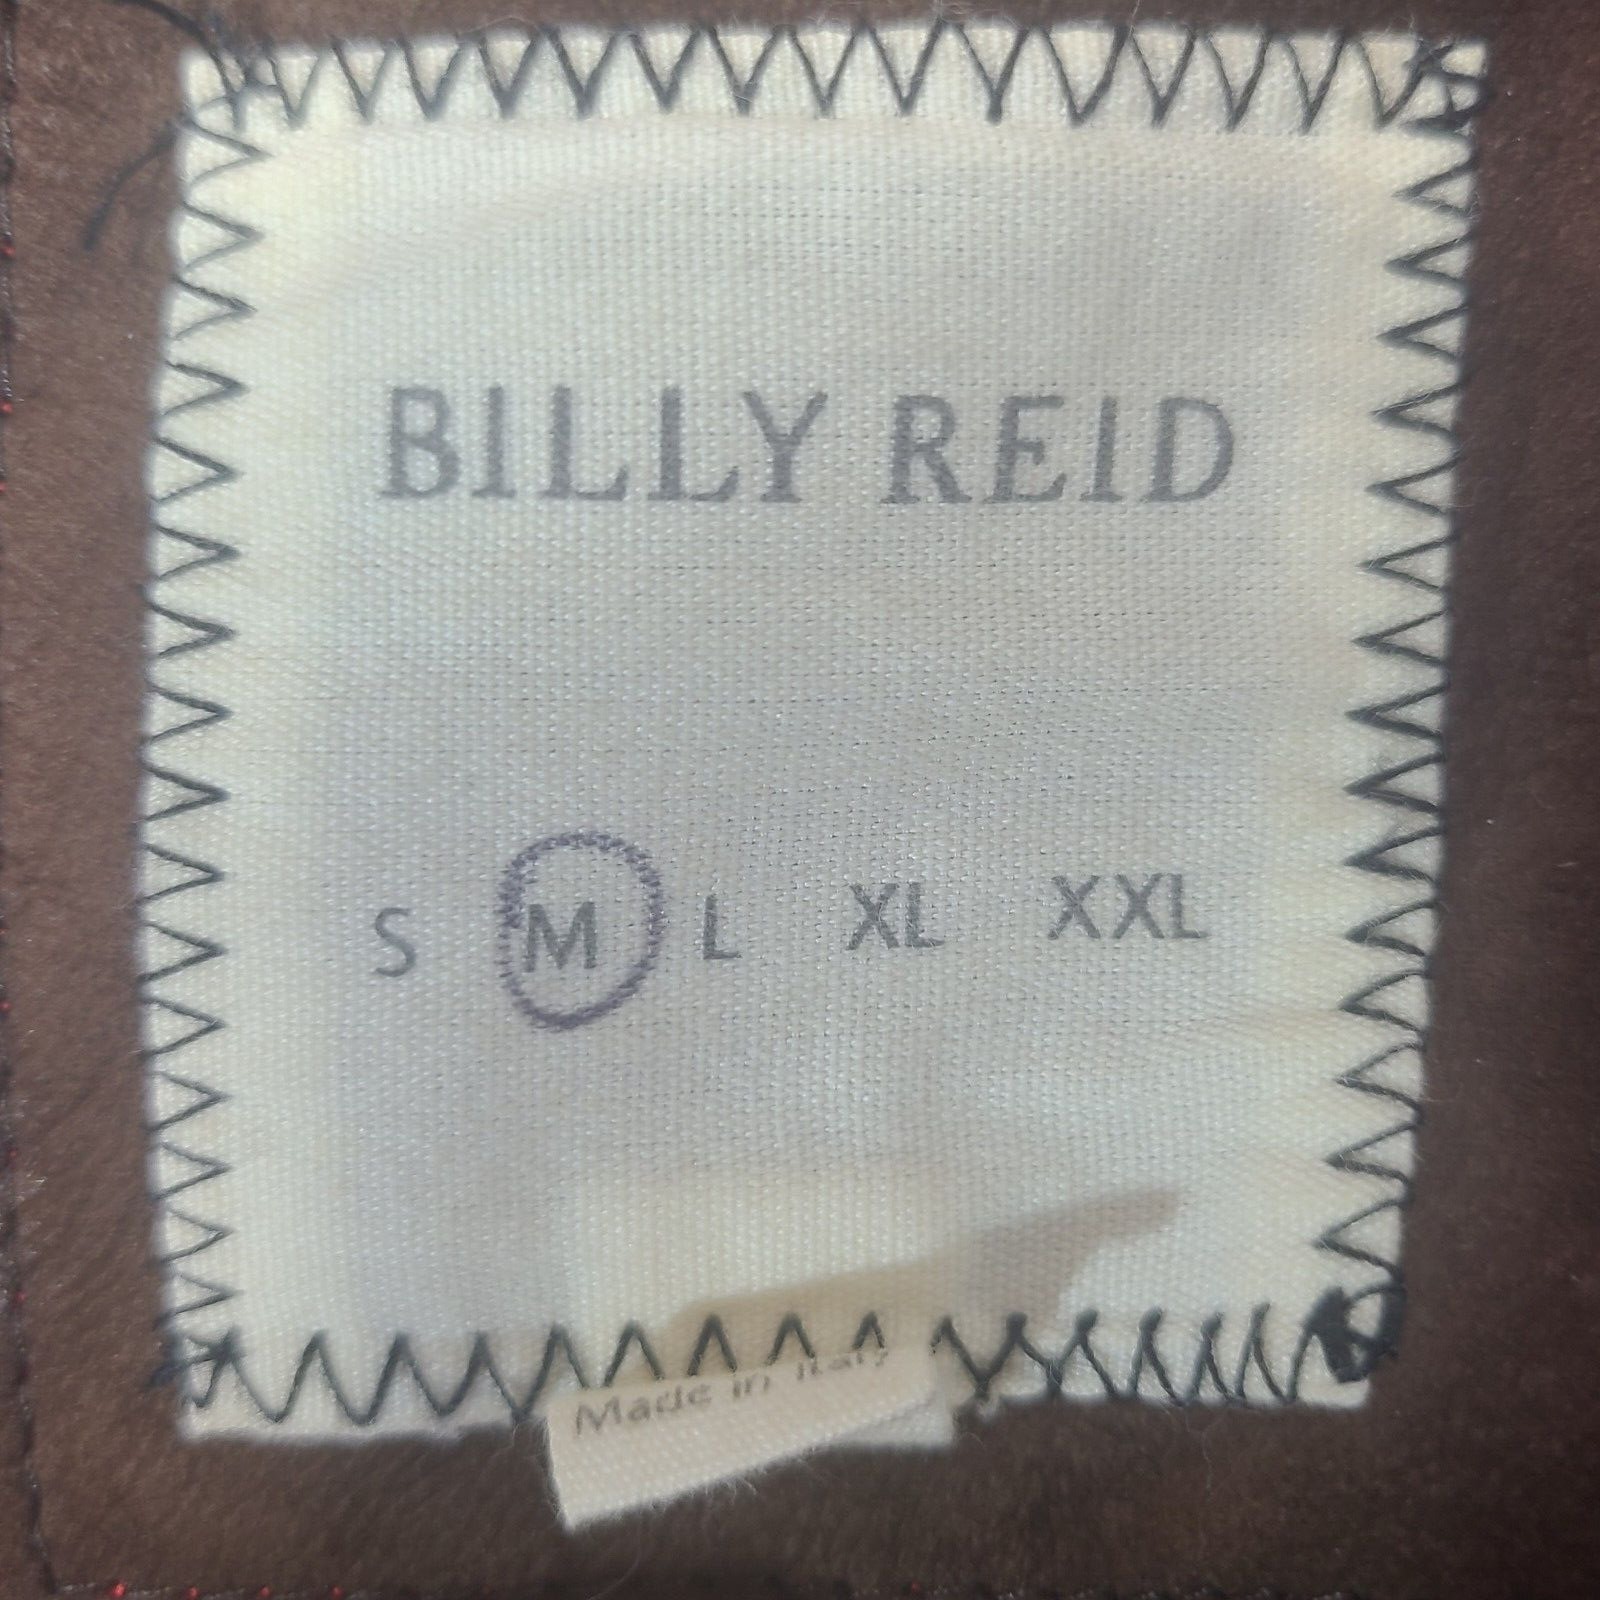 BILLY REID
S M L XL XXL
Made in Italy